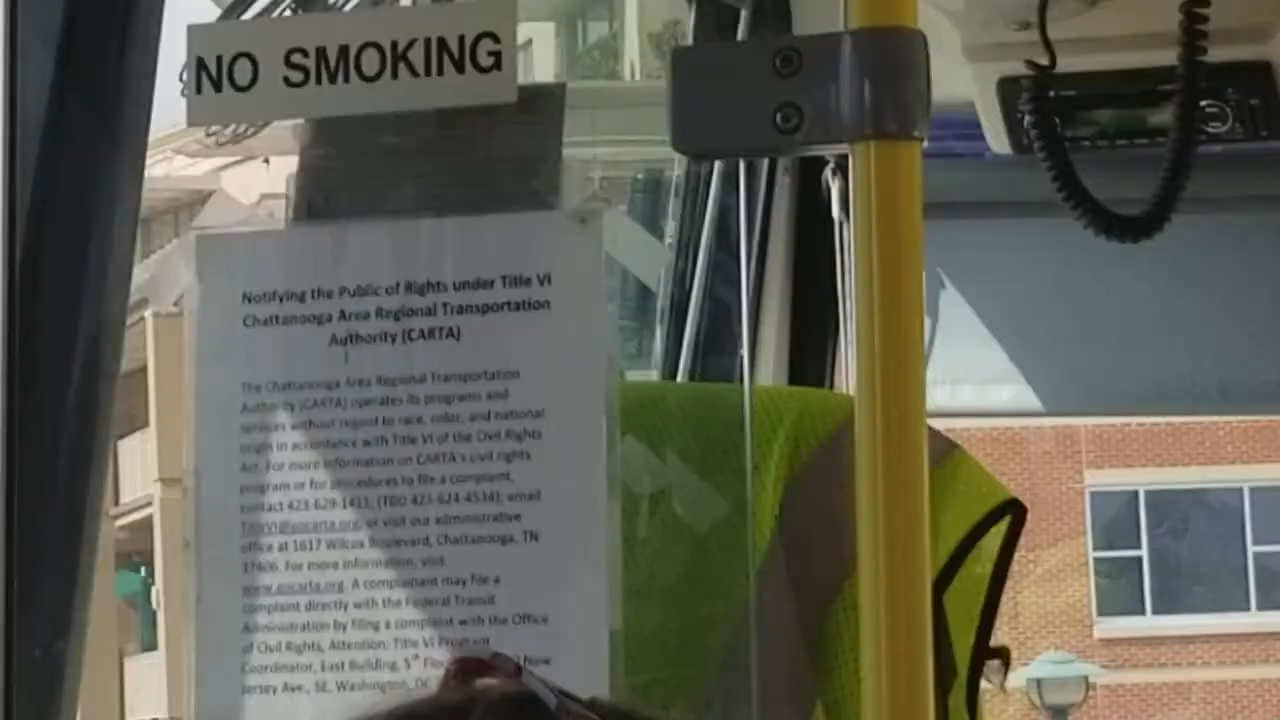 NO SMOKING
Notifying the Public of Rights under Title VI
Chattanooga Area Regional Transportation
Authority (CARTA)
The Chattanooga Area Regional Transportation
Authority (CARTA) operates its programs and
services without regard to race, color, and national
origin in accordance with Title VI of the Civil Rights
Act. For more information on CARTA's civil rights
program or for procedures to file a complaint,
contact 423-629-1411, (TDD 423-624-4534); email
TitleVI@gocarta.org; or visit our administrative
office at 1617 Wilcox Boulevard, Chattanooga, TN
37406. For more information, visit
www.gocarta.org. A complainant may file a
complaint directly with the Federal Transit
Administration by filing a complaint with the Office
of Civil Rights, Attention: Title VI Program
Coordinator, East Building, 5th New
Jersey Ave., SE, Washington, DC